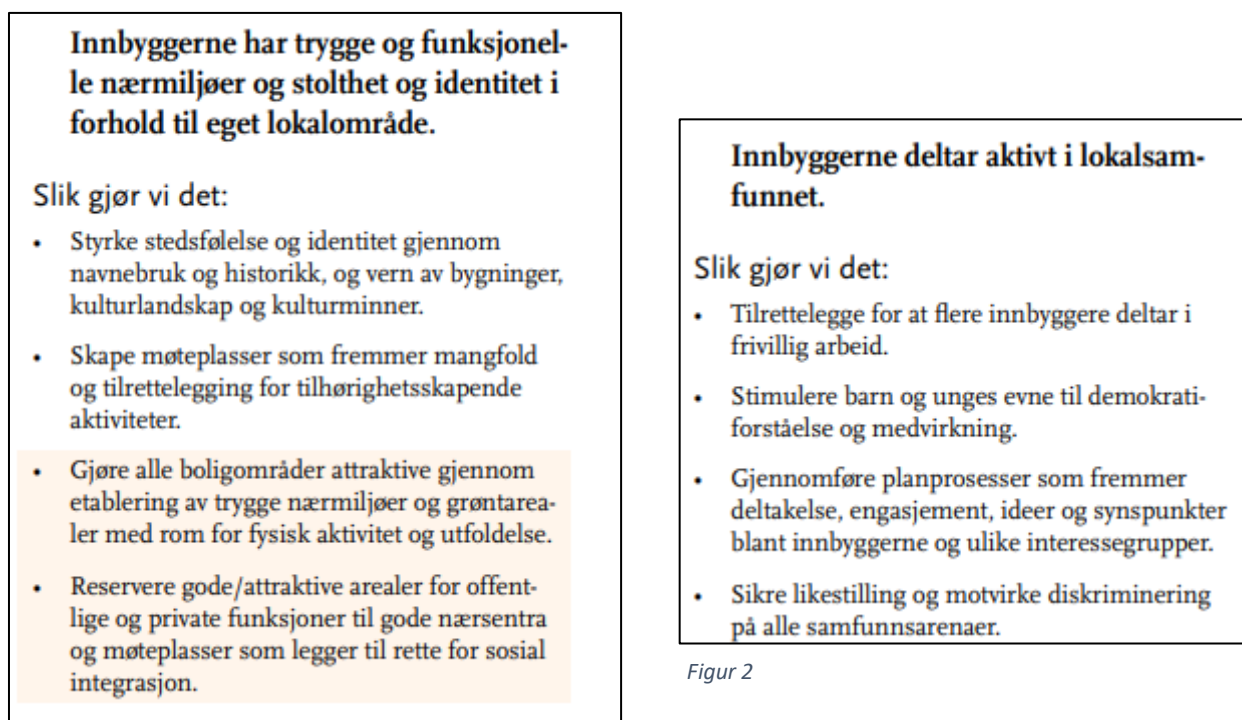 Innbyggerne har trygge og funksjonel-
le nærmiljøer og stolthet og identitet i
forhold til eget lokalområde.
Slik gjør vi det:
• Styrke stedsfølelse og identitet gjennom
navnebruk og historikk, og vern av bygninger,
kulturlandskap og kulturminner.
• Skape møteplasser som fremmer mangfold
og tilrettelegging for tilhørighetsskapende
aktiviteter.
• Gjøre alle boligområder attraktive gjennom
etablering av trygge nærmiljøer og grøntarea-
ler med rom for fysisk aktivitet og utfoldelse.
• Reservere gode/attraktive arealer for offent-
lige og private funksjoner til gode nærsentra
og møteplasser som legger til rette for sosial
integrasjon.
Innbyggerne deltar aktivt i lokalsam-
funnet.
Slik gjør vi det:
• Tilrettelegge for at flere innbyggere deltar i
frivillig arbeid.
• Stimulere barn og unges evne til demokrati-
forståelse og medvirkning.
• Gjennomføre planprosesser som fremmer
deltakelse, engasjement, ideer og synspunkter
blant innbyggerne og ulike interessegrupper.
• Sikre likestilling og motvirke diskriminering
på alle samfunnsarenaer.
Figur 2